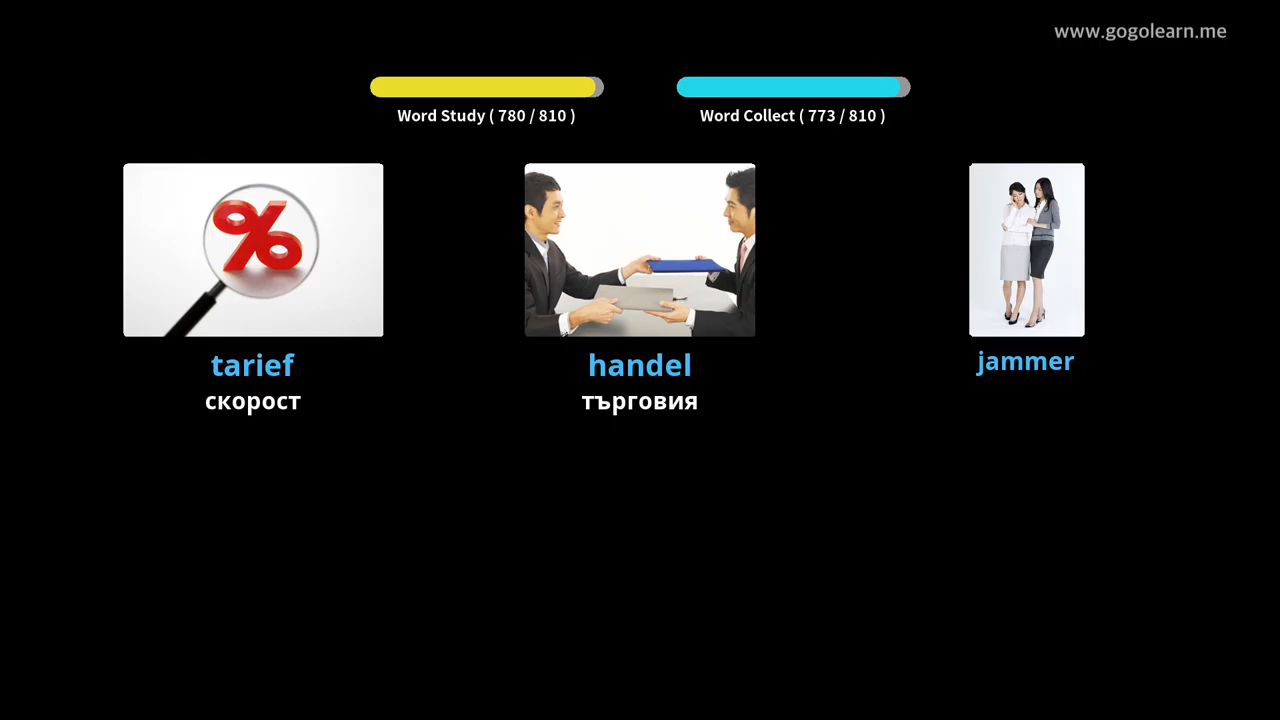 www.gogolearn.me
Word Study ( 780 / 810 )
Word Collect ( 773 / 810 )
tarief
скорост
handel
търговия
jammer